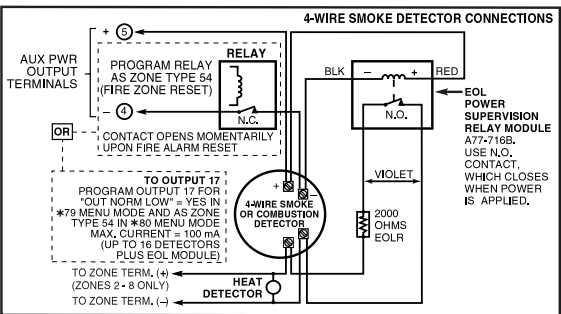 4-WIRE SMOKE DETECTOR CONNECTIONS
+ 5
AUX PWR
OUTPUT
TERMINALS
- 4
RELAY
PROGRAM RELAY
AS ZONE TYPE 54
(FIRE ZONE RESET)
N.C.
CONTACT OPENS MOMENTARILY
UPON FIRE ALARM RESET
OR
TO OUTPUT 17
PROGRAM OUTPUT 17 FOR
"OUT NORM LOW" = YES IN
*79 MENU MODE AND AS ZONE
TYPE 54 IN *80 MENU MODE
MAX. CURRENT = 100 mA
(UP TO 16 DETECTORS
PLUS EOL MODULE)
+ -
4-WIRE SMOKE
OR COMBUSTION
DETECTOR
BLK - + RED
N.O.
EOL
POWER
SUPERVISION
RELAY MODULE
A77-716B.
USE N.O.
CONTACT,
WHICH CLOSES
WHEN POWER
IS APPLIED.
VIOLET
2000
OHMS
EOLR
TO ZONE TERM. (+)
(ZONES 2 - 8 ONLY)
HEAT
DETECTOR
TO ZONE TERM. (-)